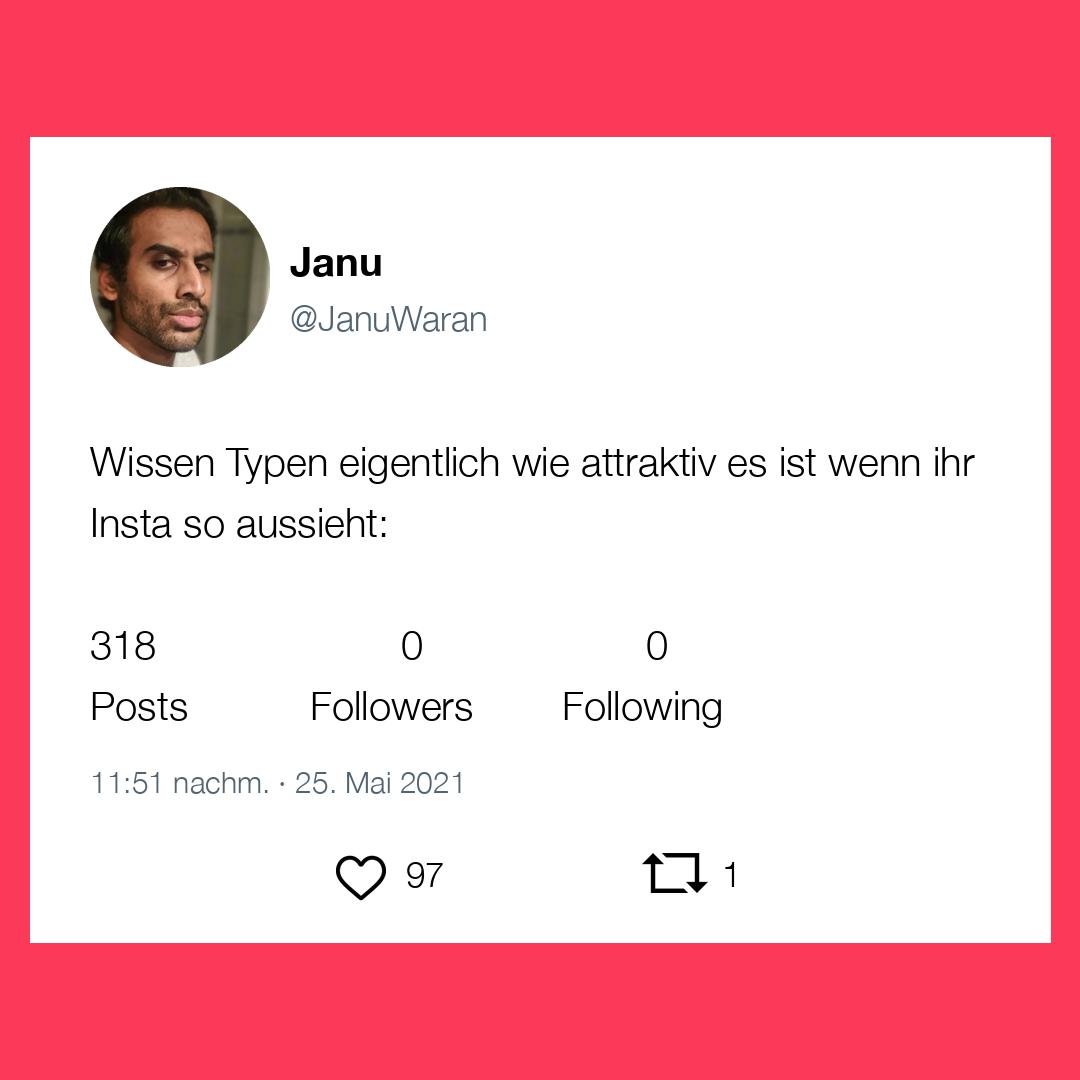 Janu
@JanuWaran
Wissen Typen eigentlich wie attraktiv es ist wenn ihr
Insta so aussieht:
318 0 0
Posts Followers Following
11:51 nachm. · 25. Mai 2021
97 1